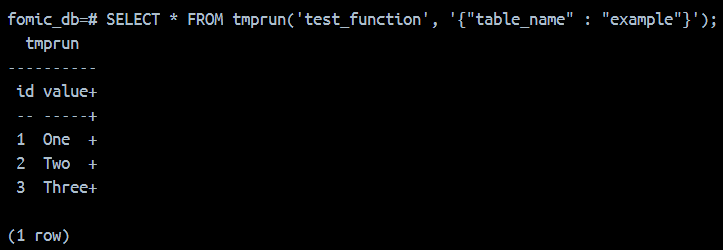 fomic_db=# SELECT * FROM tmprun('test_function', '{"table_name" : "example"}');
  tmprun
----------
 id value+
 -- -----+
 1  One  +
 2  Two  +
 3  Three+

(1 row)